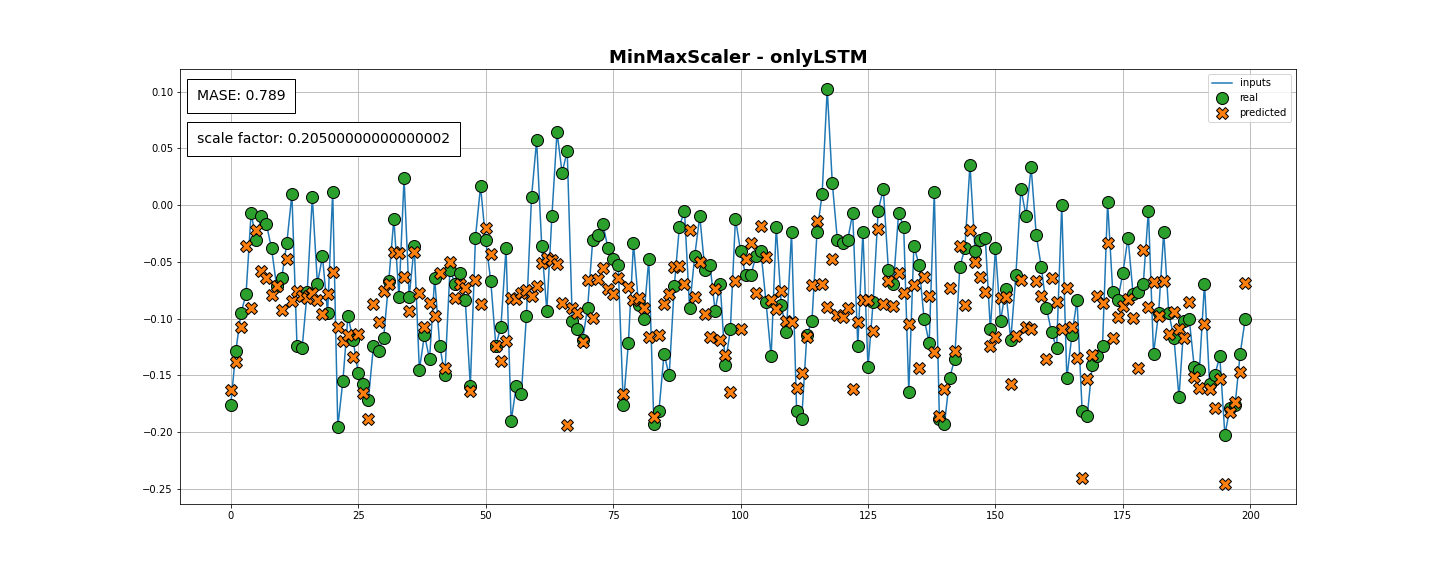 MinMaxScaler - onlyLSTM
MASE: 0.789
scale factor: 0.20500000000000002
inputs
real
predicted
0.10
0.05
0.00
−0.05
−0.10
−0.15
−0.20
−0.25
0 25 50 75 100 125 150 175 200